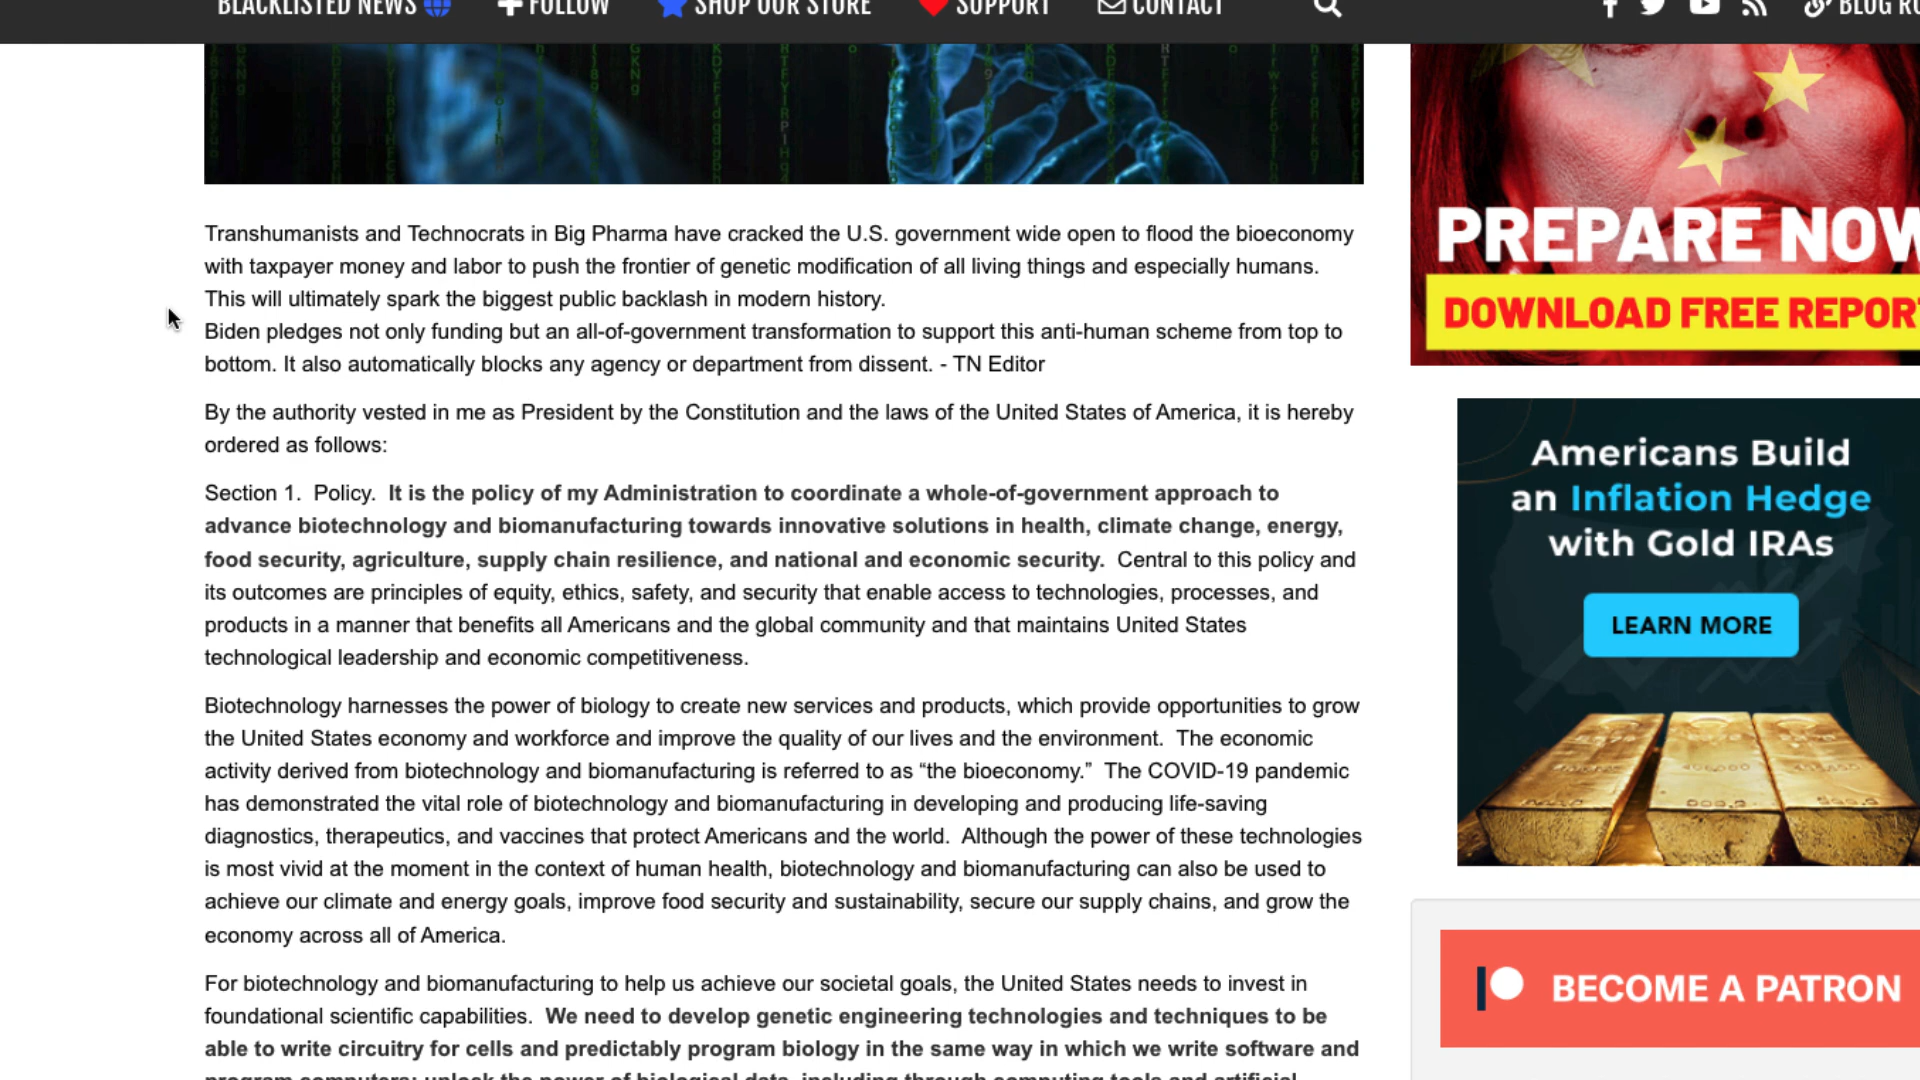 BLACKLISTED NEWS
FOLLOW
SHOP OUR STORE
SUPPORT
CONTACT
BLOG RO
Transhumanists and Technocrats in Big Pharma have cracked the U.S. government wide open to flood the bioeconomy
with taxpayer money and labor to push the frontier of genetic modification of all living things and especially humans.
This will ultimately spark the biggest public backlash in modern history.
Biden pledges not only funding but an all-of-government transformation to support this anti-human scheme from top to
bottom. It also automatically blocks any agency or department from dissent. - TN Editor
By the authority vested in me as President by the Constitution and the laws of the United States of America, it is hereby
ordered as follows:
Section 1.  Policy.  It is the policy of my Administration to coordinate a whole-of-government approach to
advance biotechnology and biomanufacturing towards innovative solutions in health, climate change, energy,
food security, agriculture, supply chain resilience, and national and economic security.  Central to this policy and
its outcomes are principles of equity, ethics, safety, and security that enable access to technologies, processes, and
products in a manner that benefits all Americans and the global community and that maintains United States
technological leadership and economic competitiveness.
Biotechnology harnesses the power of biology to create new services and products, which provide opportunities to grow
the United States economy and workforce and improve the quality of our lives and the environment.  The economic
activity derived from biotechnology and biomanufacturing is referred to as “the bioeconomy.”  The COVID-19 pandemic
has demonstrated the vital role of biotechnology and biomanufacturing in developing and producing life-saving
diagnostics, therapeutics, and vaccines that protect Americans and the world.  Although the power of these technologies
is most vivid at the moment in the context of human health, biotechnology and biomanufacturing can also be used to
achieve our climate and energy goals, improve food security and sustainability, secure our supply chains, and grow the
economy across all of America.
For biotechnology and biomanufacturing to help us achieve our societal goals, the United States needs to invest in
foundational scientific capabilities.  We need to develop genetic engineering technologies and techniques to be
able to write circuitry for cells and predictably program biology in the same way in which we write software and
program computers; unlock the power of biological data, including through computing tools and artificial
PREPARE NOW
DOWNLOAD FREE REPORT
Americans Build
an Inflation Hedge
with Gold IRAs
LEARN MORE
BECOME A PATRON